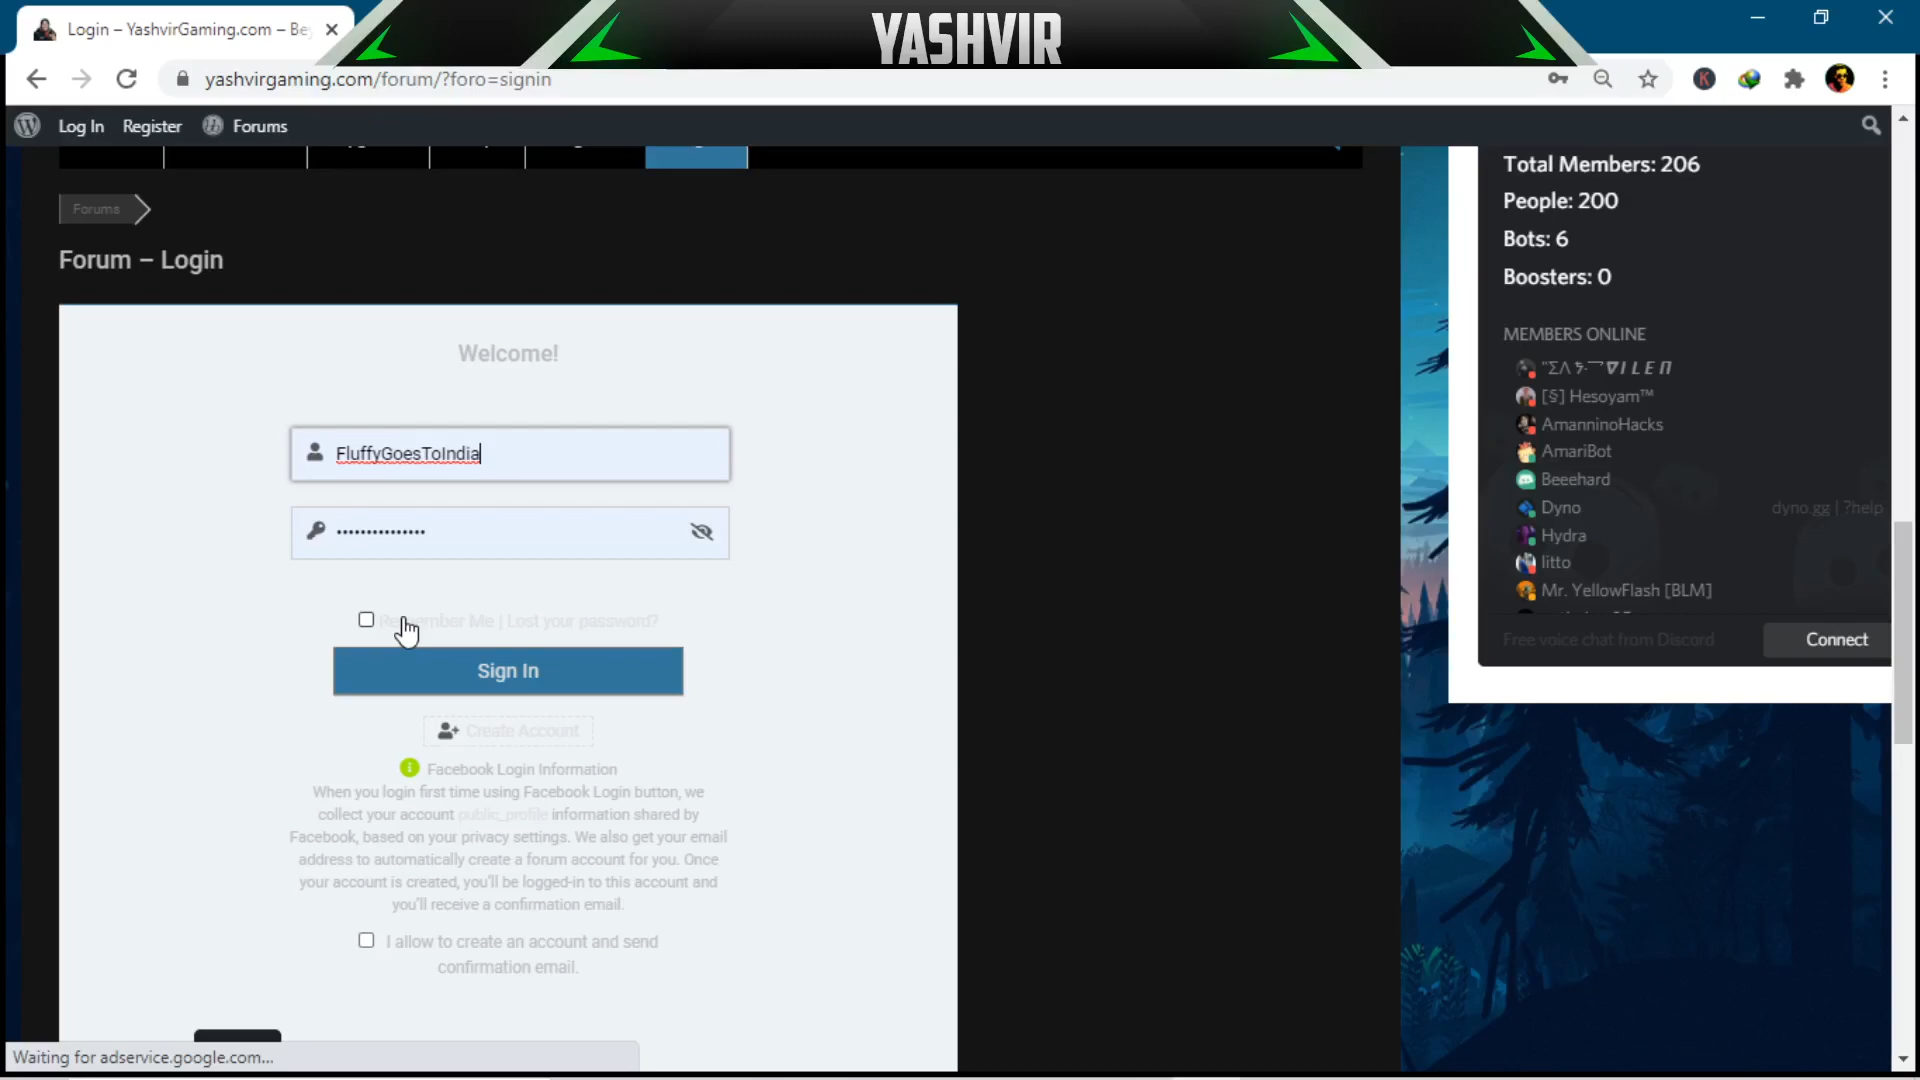 Login – YashvirGaming.com – Be
YASHVIR
yashvirgaming.com/forum/?foro=signin
Log In Register Forums
Forums
Forum – Login
Welcome!
FluffyGoesToIndia
Remember Me | Lost your password?
Sign In
Create Account
Facebook Login Information
When you login first time using Facebook Login button, we
collect your account public_profile information shared by
Facebook, based on your privacy settings. We also get your email
address to automatically create a forum account for you. Once
your account is created, you'll be logged-in to this account and
you'll receive a confirmation email.
I allow to create an account and send
confirmation email.
Total Members: 206
People: 200
Bots: 6
Boosters: 0
MEMBERS ONLINE
[§] Hesoyam™
AmanninoHacks
AmariBot
Beeehard
Dyno dyno.gg | ?help
Hydra
litto
Mr. YellowFlash [BLM]
Free voice chat from Discord Connect
Waiting for adservice.google.com...